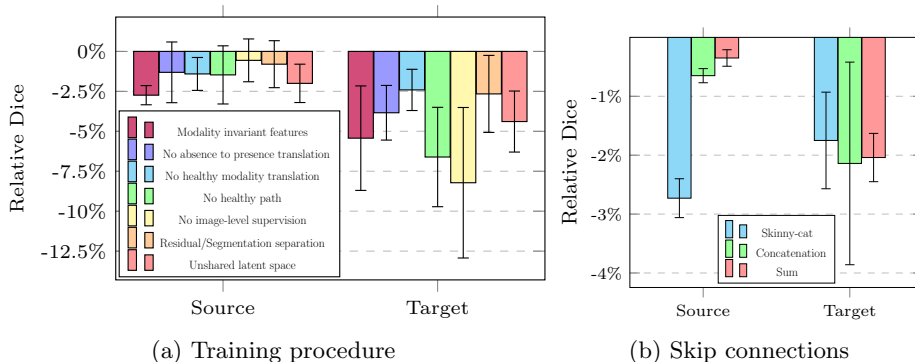 Relative Dice
0%
-2.5%
-5%
-7.5%
-10%
-12.5%
Modality invariant features
No absence to presence translation
No healthy modality translation
No healthy path
No image-level supervision
Residual/Segmentation separation
Unshared latent space
Source
Target
(a) Training procedure
Relative Dice
-1%
-2%
-3%
-4%
Skinny-cat
Concatenation
Sum
Source
Target
(b) Skip connections